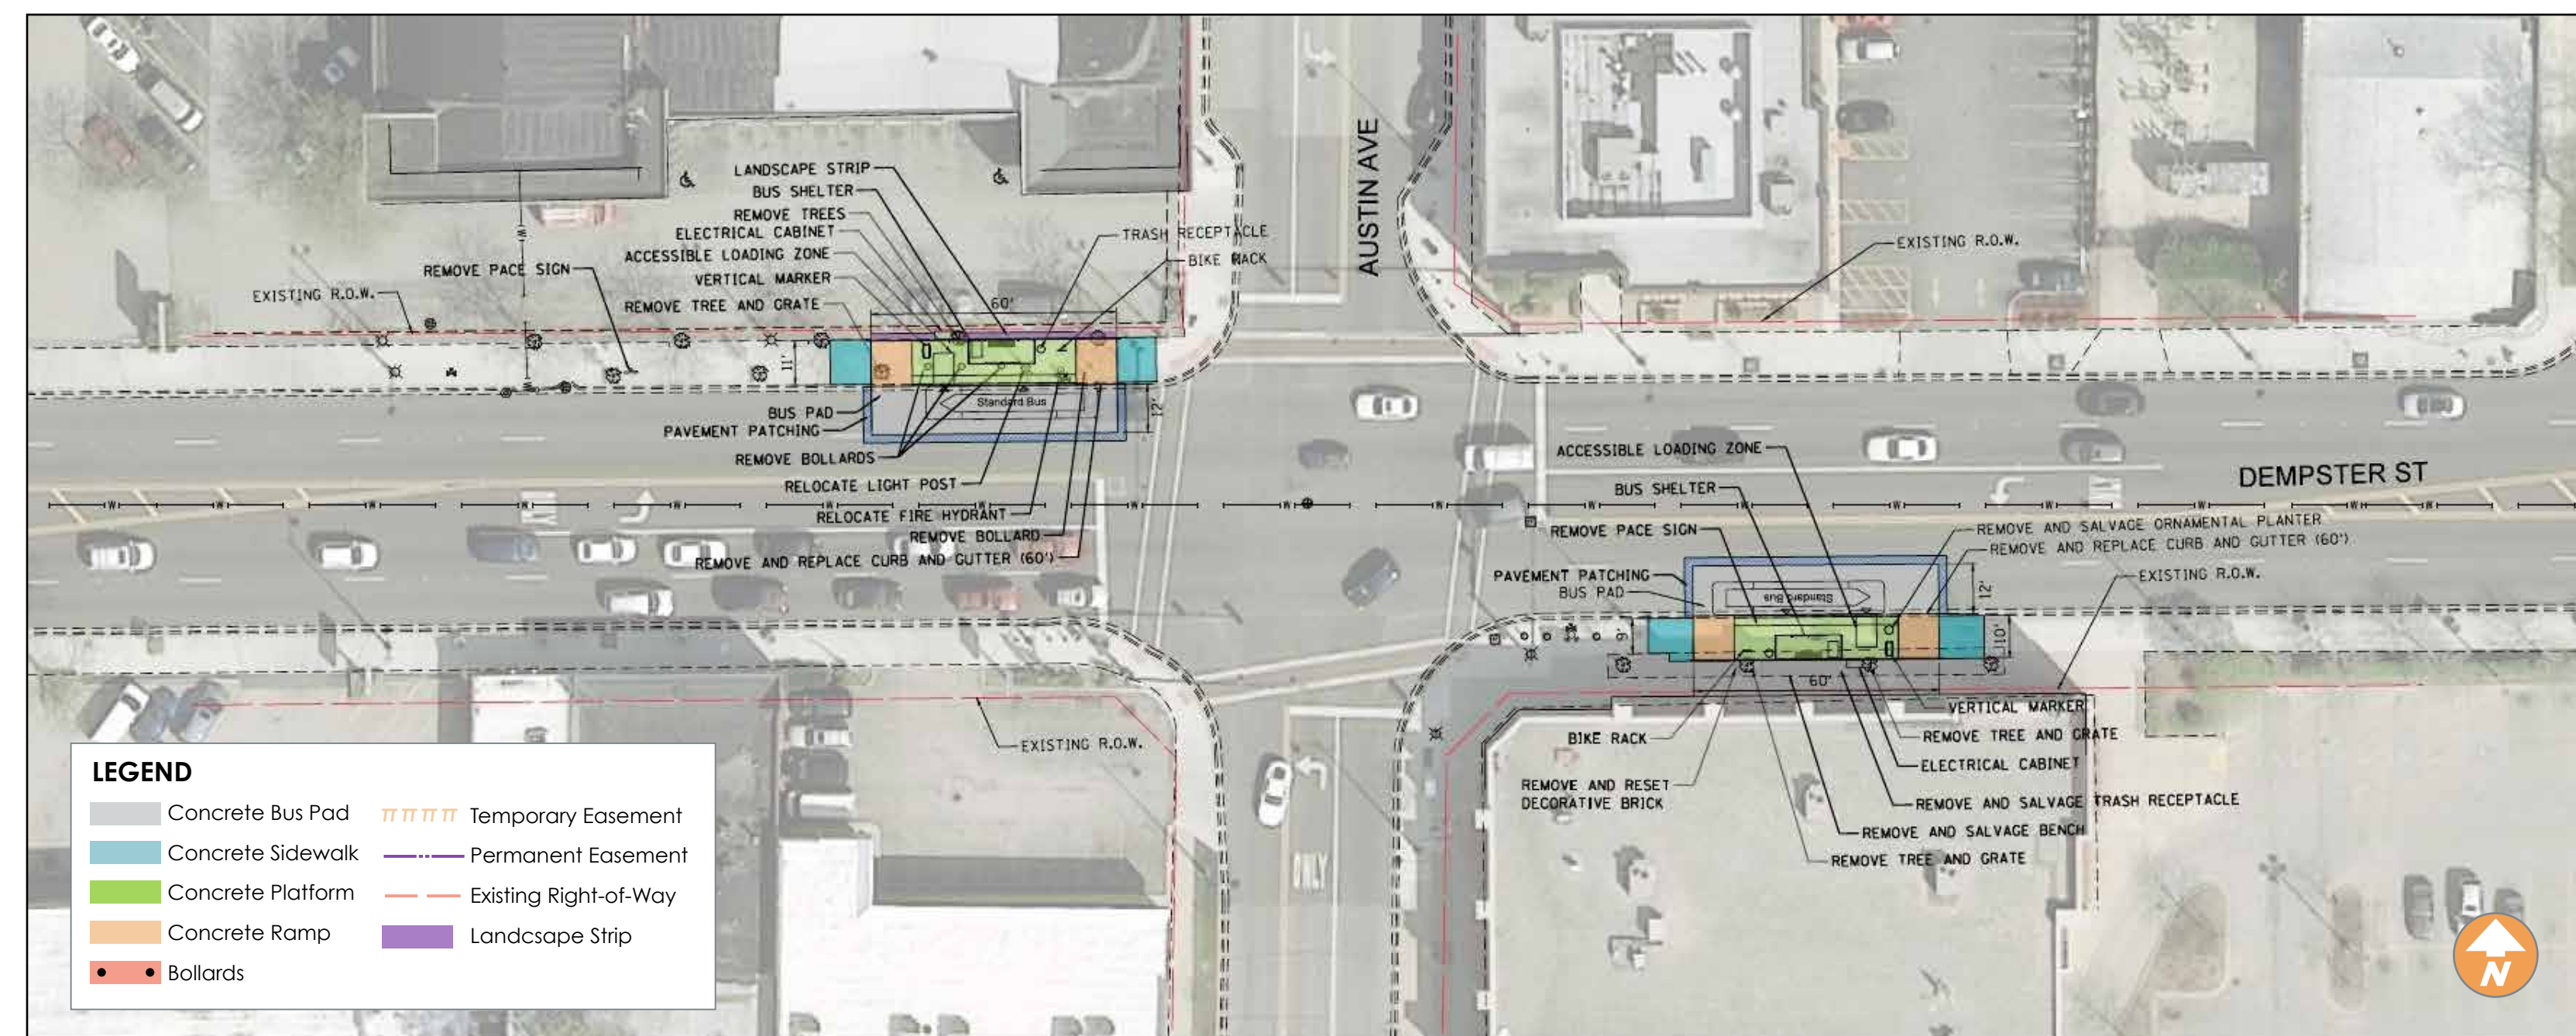 AUSTIN AVE
LANDSCAPE STRIP
BUS SHELTER
REMOVE TREES
ELECTRICAL CABINET
ACCESSIBLE LOADING ZONE
VERTICAL MARKER
REMOVE TREE AND GRATE
REMOVE PACE SIGN
EXISTING R.O.W.
TRASH RECEPTACLE
BIKE RACK
60'
11'
12'
Standard Bus
BUS PAD
PAVEMENT PATCHING
REMOVE BOLLARDS
RELOCATE LIGHT POST
RELOCATE FIRE HYDRANT
REMOVE BOLLARD
REMOVE AND REPLACE CURB AND GUTTER (60')
EXISTING R.O.W.
DEMPSTER ST
ACCESSIBLE LOADING ZONE
BUS SHELTER
REMOVE PACE SIGN
PAVEMENT PATCHING
BUS PAD
REMOVE AND SALVAGE ORNAMENTAL PLANTER
REMOVE AND REPLACE CURB AND GUTTER (60')
EXISTING R.O.W.
Standard Bus
12'
9'
10'
60'
VERTICAL MARKER
REMOVE TREE AND GRATE
ELECTRICAL CABINET
REMOVE AND SALVAGE TRASH RECEPTACLE
REMOVE AND SALVAGE BENCH
REMOVE TREE AND GRATE
BIKE RACK
REMOVE AND RESET
DECORATIVE BRICK
EXISTING R.O.W.
LEGEND
Concrete Bus Pad
Concrete Sidewalk
Concrete Platform
Concrete Ramp
Bollards
Temporary Easement
Permanent Easement
Existing Right-of-Way
Landcsape Strip
N